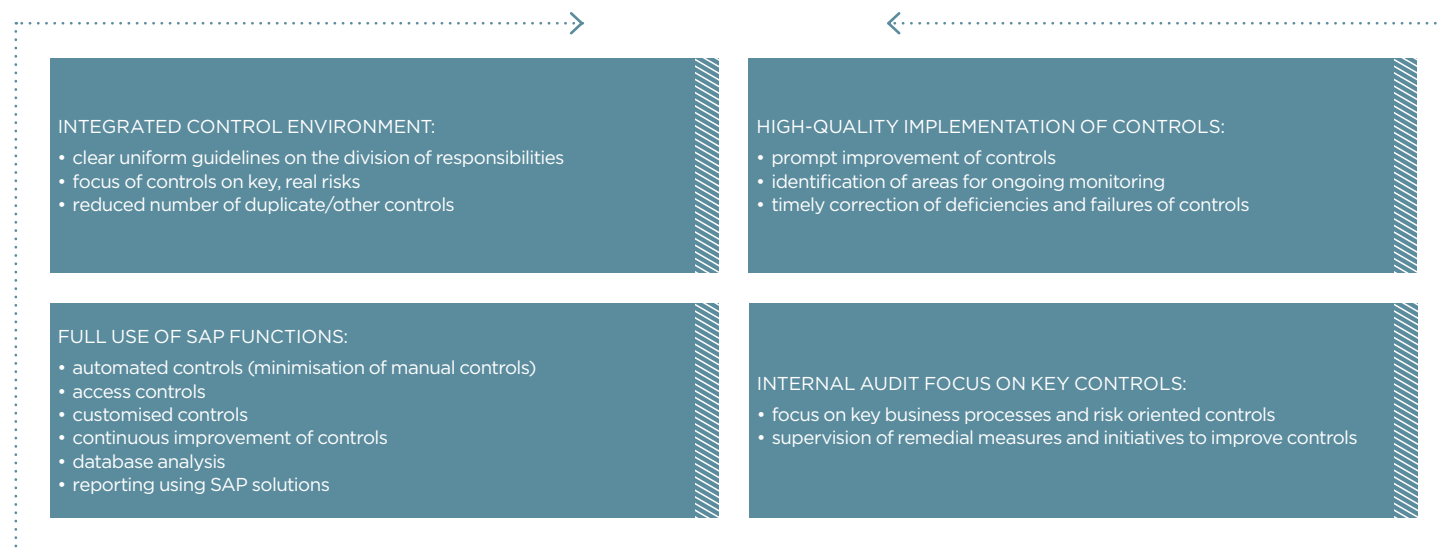 INTEGRATED CONTROL ENVIRONMENT:
• clear uniform guidelines on the division of responsibilities
• focus of controls on key, real risks
• reduced number of duplicate/other controls
HIGH-QUALITY IMPLEMENTATION OF CONTROLS:
• prompt improvement of controls
• identification of areas for ongoing monitoring
• timely correction of deficiencies and failures of controls
FULL USE OF SAP FUNCTIONS:
• automated controls (minimisation of manual controls)
• access controls
• customised controls
• continuous improvement of controls
• database analysis
• reporting using SAP solutions
INTERNAL AUDIT FOCUS ON KEY CONTROLS:
• focus on key business processes and risk oriented controls
• supervision of remedial measures and initiatives to improve controls